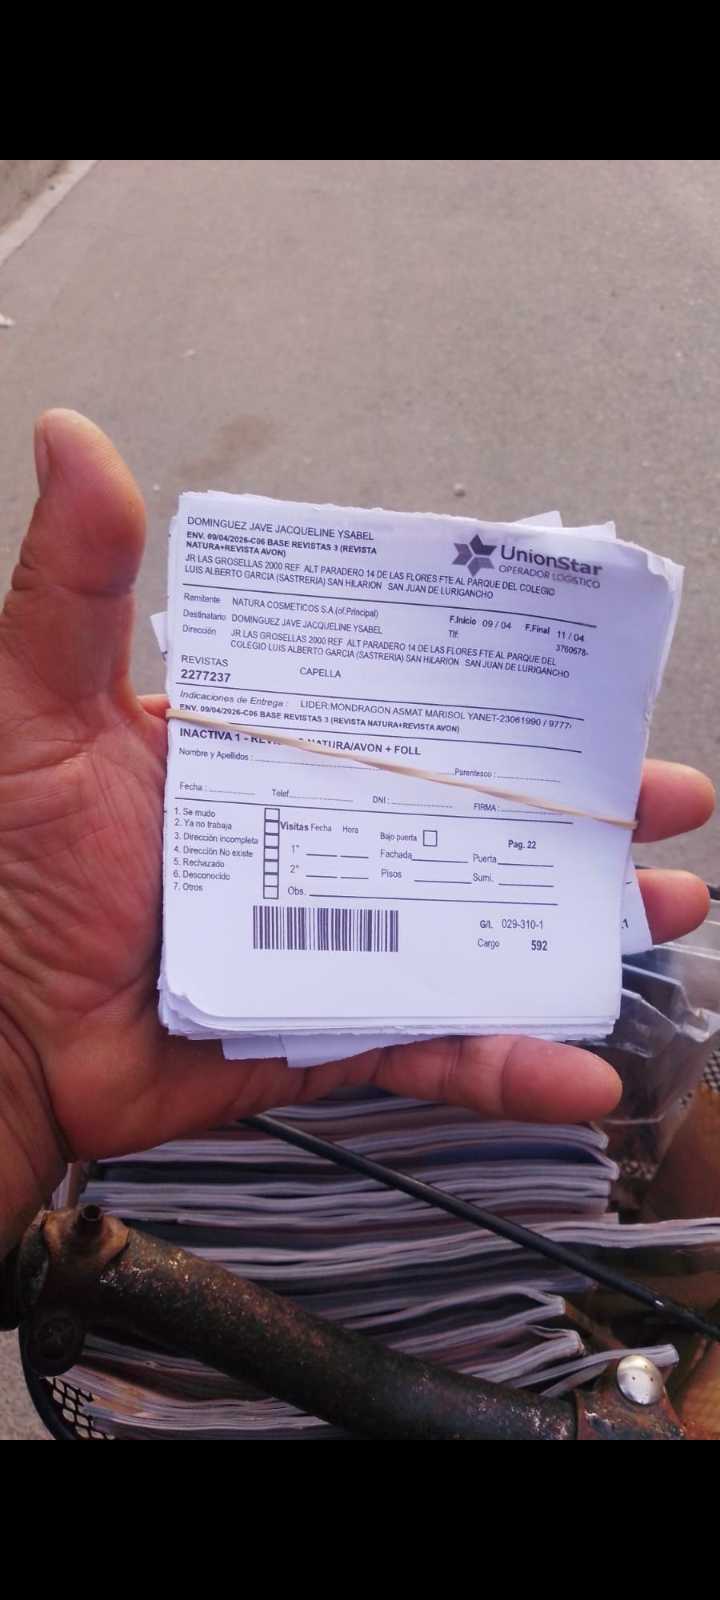 DOMINGUEZ JAVE JACQUELINE YSABEL
ENV. 09/04/2026-C06 BASE REVISTAS 3 (REVISTA
NATURA+REVISTA AVON)
JR LAS GROSELLAS 2000 REF ALT PARADERO 14 DE LAS FLORES FTE AL PARQUE DEL COLEGIO
LUIS ALBERTO GARCIA (SASTRERIA) SAN HILARION SAN JUAN DE LURIGANCHO
UnionStar
OPERADOR LOGISTICO
Remitente NATURA COSMETICOS S.A.(of.Principal)
F.Inicio 09 / 04 F.Final 11 / 04
Destinatario DOMINGUEZ JAVE JACQUELINE YSABEL
Tlf: 3760678-
Dirección JR LAS GROSELLAS 2000 REF ALT PARADERO 14 DE LAS FLORES FTE AL PARQUE DEL
COLEGIO LUIS ALBERTO GARCIA (SASTRERIA) SAN HILARION SAN JUAN DE LURIGANCHO
REVISTAS CAPELLA
2277237
Indicaciones de Entrega : LIDER:MONDRAGON ASMAT MARISOL YANET-23061990 / 9777
ENV. 09/04/2026-C06 BASE REVISTAS 3 (REVISTA NATURA+REVISTA AVON)
INACTIVA 1 - NATURA/AVON + FOLL
Nombre y Apellidos : Parentesco :
Fecha : Telef. DNI : FIRMA :
1. Se mudo
2. Ya no trabaja
3. Dirección incompleta
4. Dirección No existe
5. Rechazado
6. Desconocido
7. Otros
Visitas Fecha Hora Bajo puerta Pag. 22
1° Fachada Puerta
2° Pisos Sumi.
Obs.
G/L 029-310-1
Cargo 592